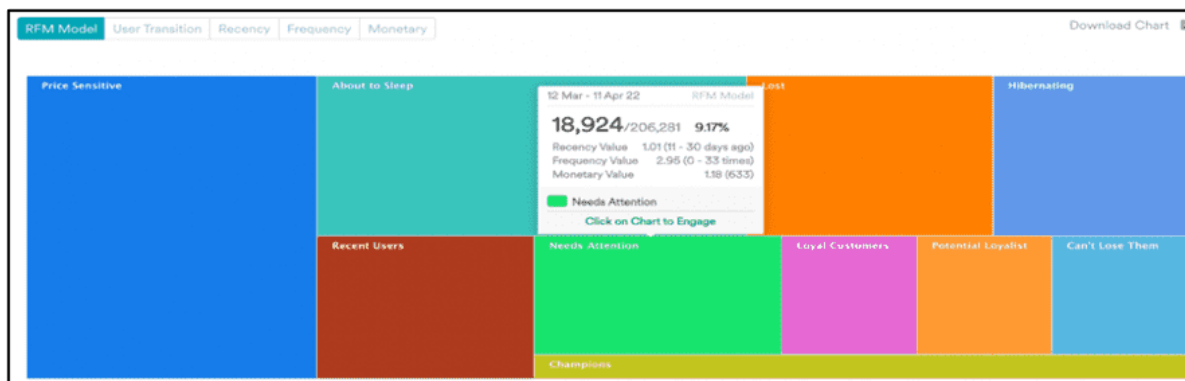 RFM Model User Transition Recency Frequency Monetary
Download Chart
Price Sensitive
About to Sleep
Lost
Hibernating
12 Mar - 11 Apr 22 RFM Model
18,924/206,281 9.17%
Recency Value 1.01 (11 - 30 days ago)
Frequency Value 2.95 (0 - 33 times)
Monetary Value 1.18 (633)
Needs Attention
Click on Chart to Engage
Recent Users
Needs Attention
Loyal Customers
Potential Loyalist
Can't Lose Them
Champions